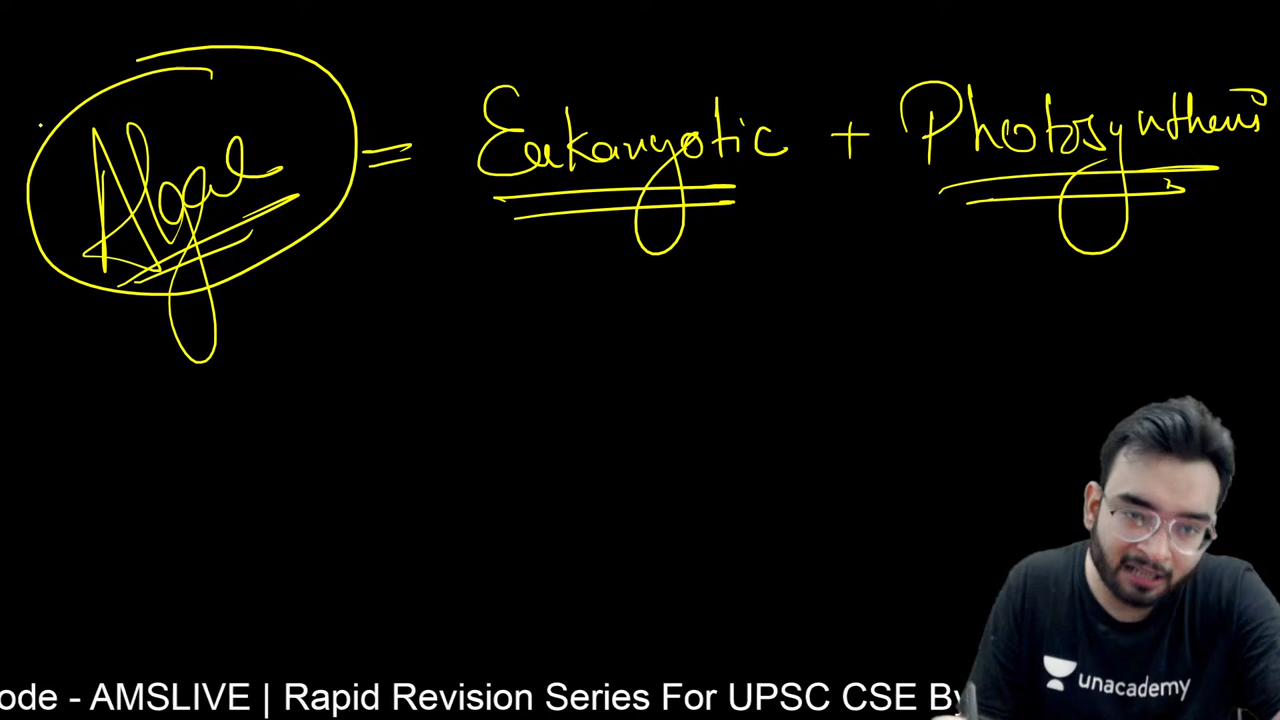 Algae = Eukaryotic + Photosynthesis
unacademy
ode - AMSLIVE | Rapid Revision Series For UPSC CSE By